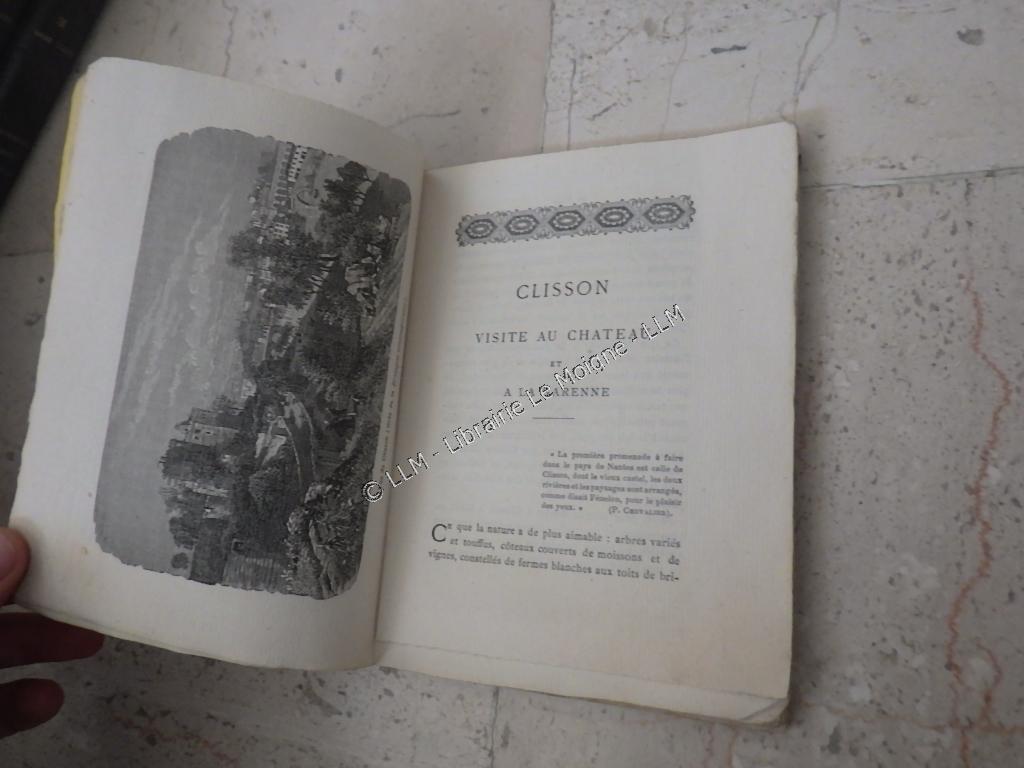 CLISSON
VISITE AU CHATEAU
ET
A LA GARENNE
« La première promenade à faire
dans le pays de Nantes est celle de
Clisson, dont le vieux castel, les deux
rivières et les paysages sont arrangés,
comme disait Fénelon, pour le plaisir
des yeux. » (P. CHEVALIER).
CE que la nature a de plus aimable : arbres variés
et touffus, côteaux couverts de moissons et de
vignes, constellés de fermes blanches aux toits de bri-
© LLM - Librairie Le Moigne - LLM